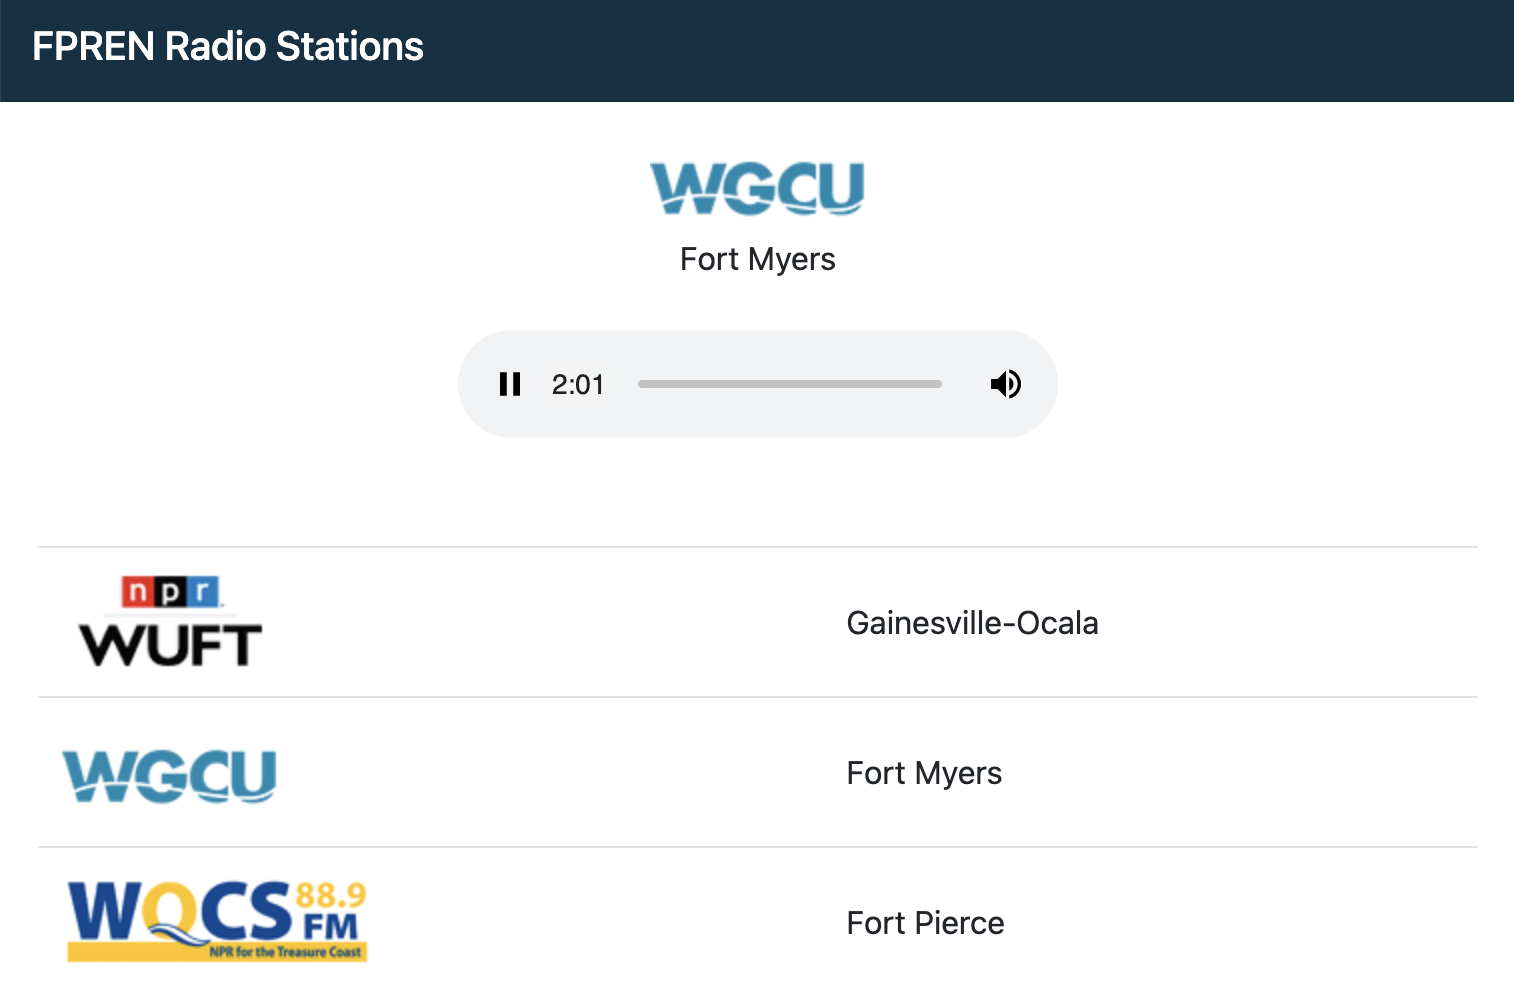 FPREN Radio Stations
WGCU
Fort Myers
2:01
npr
WUFT
Gainesville-Ocala
WGCU
Fort Myers
WQCS 88.9 FM
NPR for the Treasure Coast
Fort Pierce